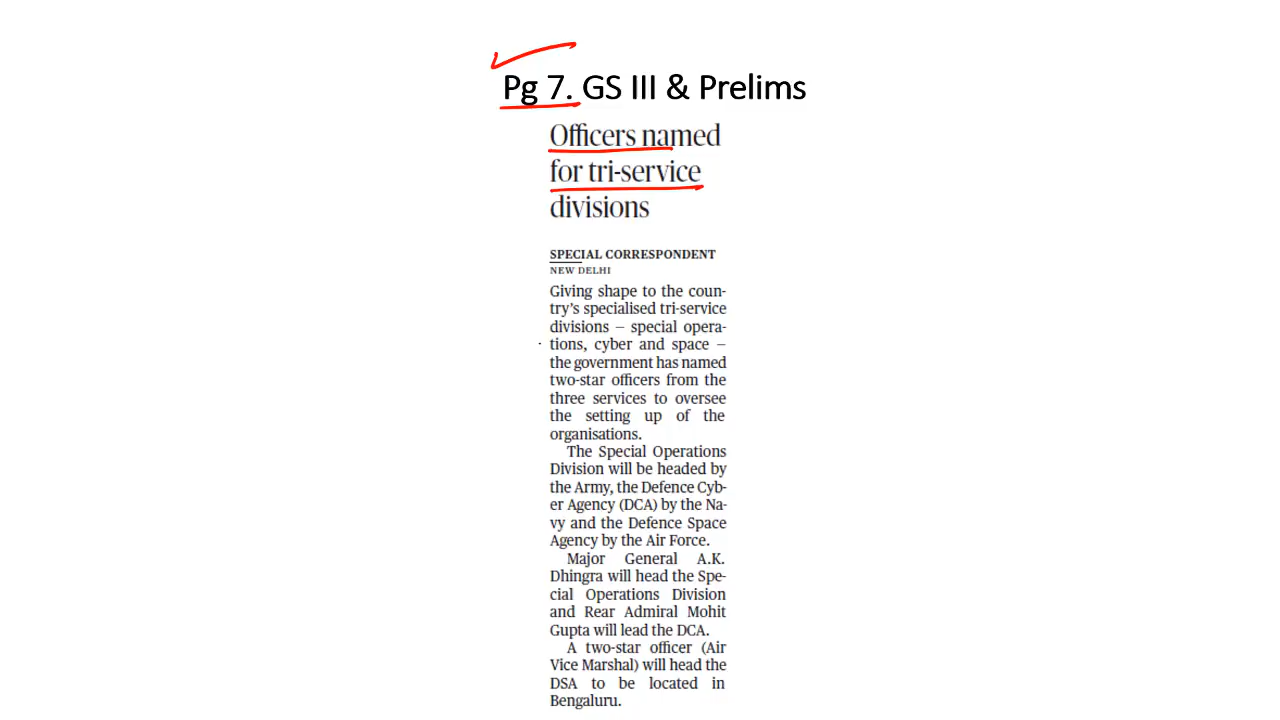 Pg 7. GS III & Prelims
Officers named
for tri-service
divisions
SPECIAL CORRESPONDENT
NEW DELHI
Giving shape to the coun-
try's specialised tri-service
divisions – special opera-
tions, cyber and space –
the government has named
two-star officers from the
three services to oversee
the setting up of the
organisations.
The Special Operations
Division will be headed by
the Army, the Defence Cyb-
er Agency (DCA) by the Na-
vy and the Defence Space
Agency by the Air Force.
Major General A.K.
Dhingra will head the Spe-
cial Operations Division
and Rear Admiral Mohit
Gupta will lead the DCA.
A two-star officer (Air
Vice Marshal) will head the
DSA to be located in
Bengaluru.